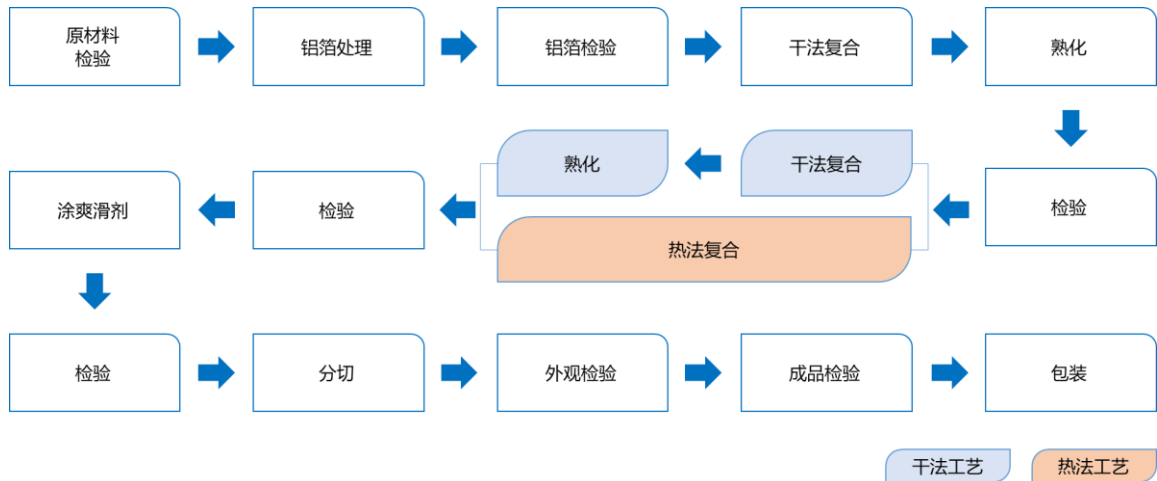 原材料
检验
铝箔处理
铝箔检验
干法复合
熟化
检验
干法复合
熟化
热法复合
检验
涂爽滑剂
检验
分切
外观检验
成品检验
包装
干法工艺
热法工艺